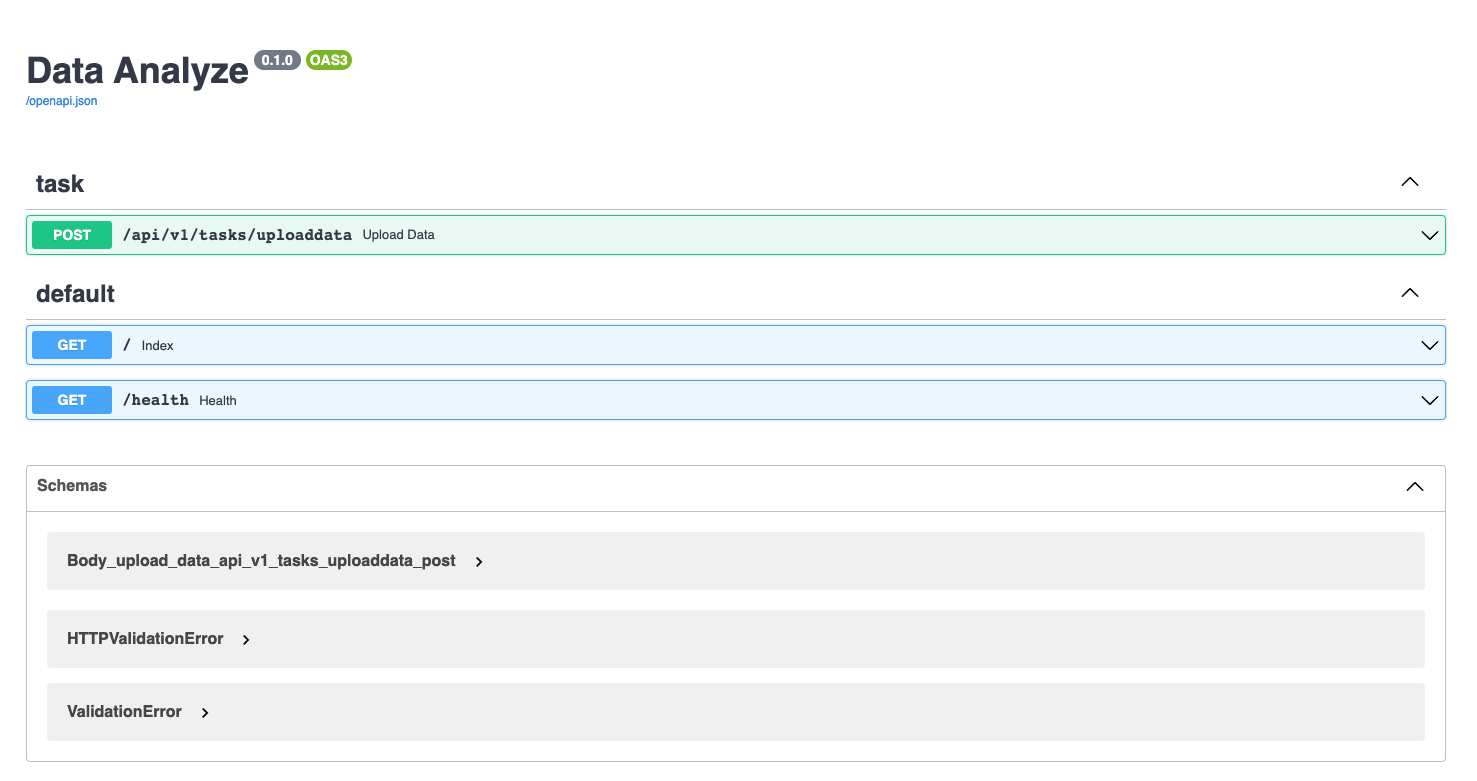 Data Analyze 0.1.0 OAS3
/openapi.json
task
POST /api/v1/tasks/uploaddata Upload Data
default
GET / Index
GET /health Health
Schemas
Body_upload_data_api_v1_tasks_uploaddata_post
HTTPValidationError
ValidationError